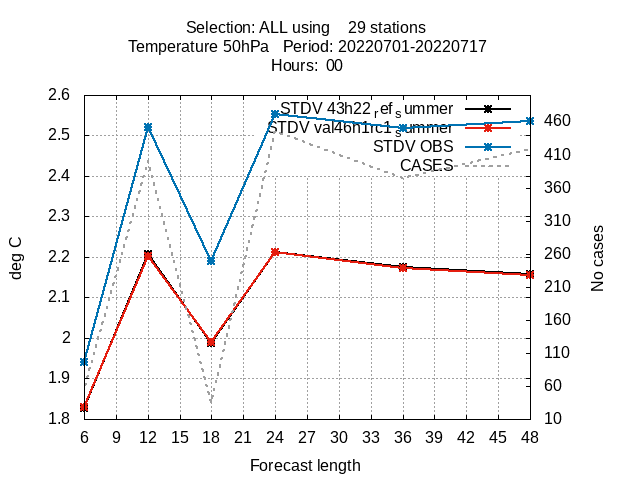 Selection: ALL using 29 stations
Temperature 50hPa Period: 20220701-20220717
Hours: 00
STDV 43h22ref summer
STDV val46h1rc1summer
STDV OBS
CASES
2.6
2.5
2.4
2.3
2.2
2.1
2
1.9
1.8
deg C
460
410
360
310
260
210
160
110
60
10
No cases
6 9 12 15 18 21 24 27 30 33 36 39 42 45 48
Forecast length